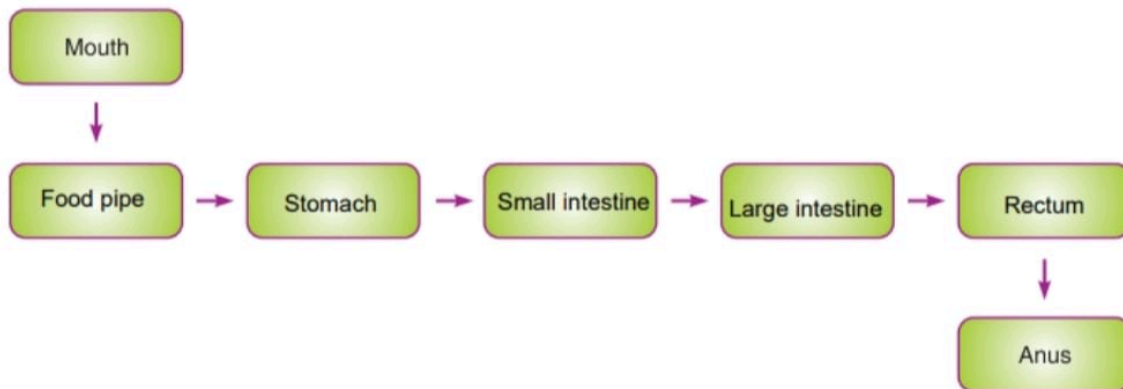 Mouth
Food pipe
Stomach
Small intestine
Large intestine
Rectum
Anus